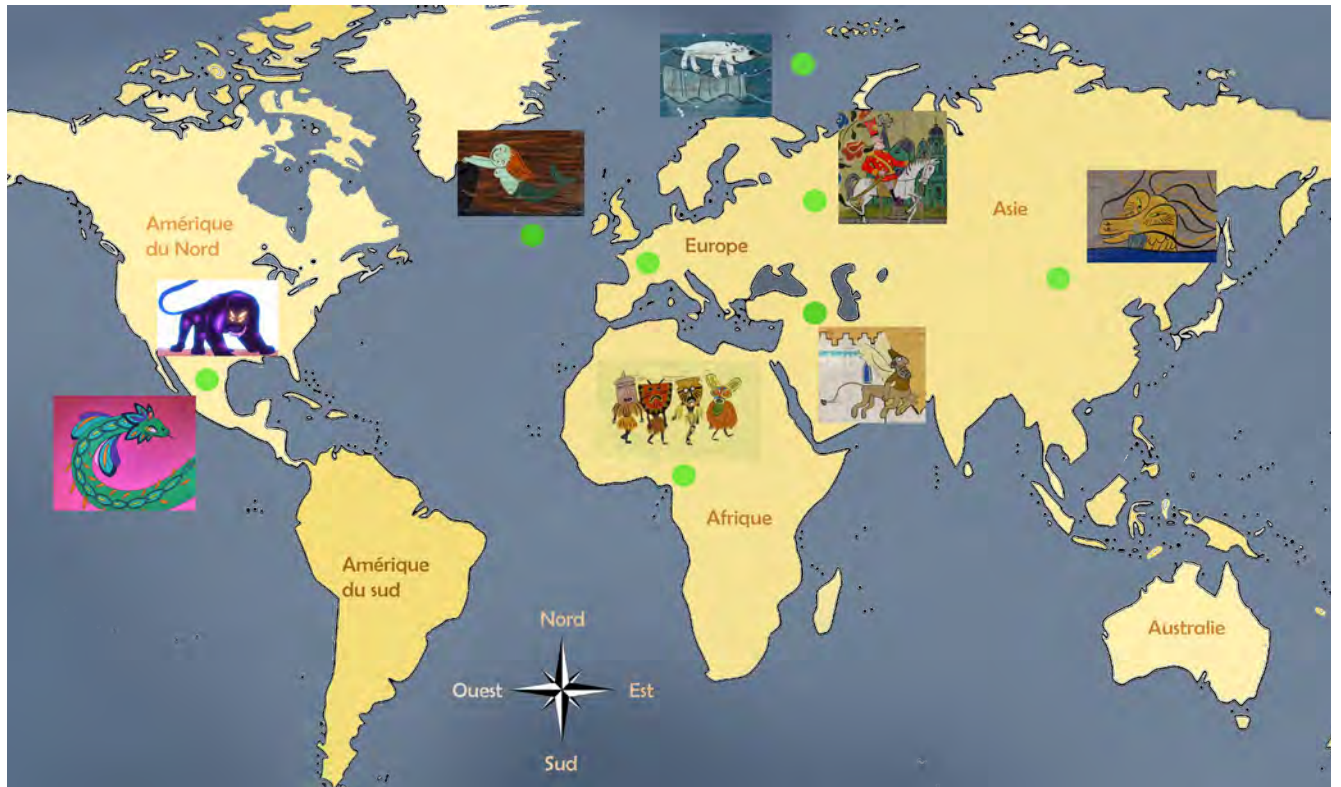 Amérique
du Nord
Europe
Asie
Afrique
Amérique
du sud
Australie
Nord
Ouest
Est
Sud